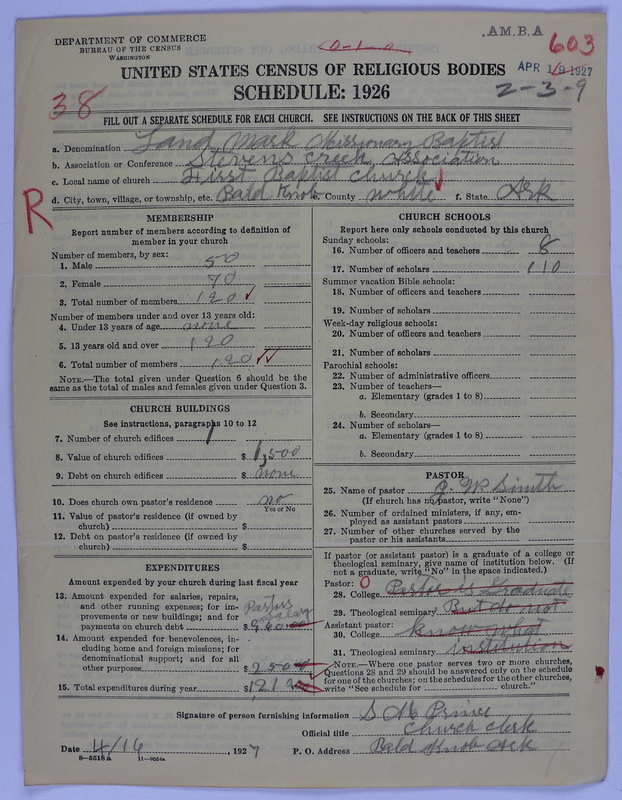 DEPARTMENT OF COMMERCE
BUREAU OF THE CENSUS
WASHINGTON
.A.M.B.A
603
UNITED STATES CENSUS OF RELIGIOUS BODIES
APR 19 1927
SCHEDULE: 1926
2-3-9
38
FILL OUT A SEPARATE SCHEDULE FOR EACH CHURCH. SEE INSTRUCTIONS ON THE BACK OF THIS SHEET
a. Denomination Land Mark Missionary Baptist
b. Association or Conference Stevens Creek Association
c. Local name of church First Baptist Church
d. City, town, village, or township, etc. Bald Knob e. County White f. State Ark
R
MEMBERSHIP
Report number of members according to definition of
member in your church
Number of members, by sex:
1. Male 50
2. Female 70
3. Total number of members 120
Number of members under and over 13 years old:
4. Under 13 years of age none
5. 13 years old and over 120
6. Total number of members 120
NOTE.—The total given under Question 6 should be the
same as the total of males and females given under Question 3.
CHURCH BUILDINGS
See instructions, paragraphs 10 to 12
7. Number of church edifices 1
8. Value of church edifices $1,500
9. Debt on church edifices $ none
10. Does church own pastor's residence no
Yes or No
11. Value of pastor's residence (if owned by
church) $
12. Debt on pastor's residence (if owned by
church) $
EXPENDITURES
Amount expended by your church during last fiscal year
13. Amount expended for salaries, repairs,
and other running expenses; for im-
provements or new buildings; and for
payments on church debt
Pastors
Salary
$960.00
14. Amount expended for benevolences, in-
cluding home and foreign missions; for
denominational support; and for all
other purposes $
15. Total expenditures during year $
CHURCH SCHOOLS
Report here only schools conducted by this church
Sunday schools:
16. Number of officers and teachers 8
17. Number of scholars 110
Summer vacation Bible schools:
18. Number of officers and teachers
19. Number of scholars
Week-day religious schools:
20. Number of officers and teachers
21. Number of scholars
Parochial schools:
22. Number of administrative officers
23. Number of teachers—
a. Elementary (grades 1 to 8)
b. Secondary
24. Number of scholars—
a. Elementary (grades 1 to 8)
b. Secondary
PASTOR
25. Name of pastor J. W. Smith
(If church has no pastor, write "None")
26. Number of ordained ministers, if any, em-
ployed as assistant pastors
27. Number of other churches served by the
pastor or his assistants
If pastor (or assistant pastor) is a graduate of a college or
theological seminary, give name of institution below. (If
not a graduate, write "No" in the space indicated.)
Pastor: 0
28. College Pastor is Graduate
29. Theological seminary But do not
Assistant pastor:
30. College know what
31. Theological seminary institution
NOTE.—Where one pastor serves two or more churches,
Questions 28 and 29 should be answered only on the schedule
for one of the churches; on the schedules for the other churches,
write "See schedule for church."
Signature of person furnishing information S M Prince
Official title Church clerk
Date 4/16, 1927 P. O. Address Bald Knob Ark
8-5518 a 11-9054a